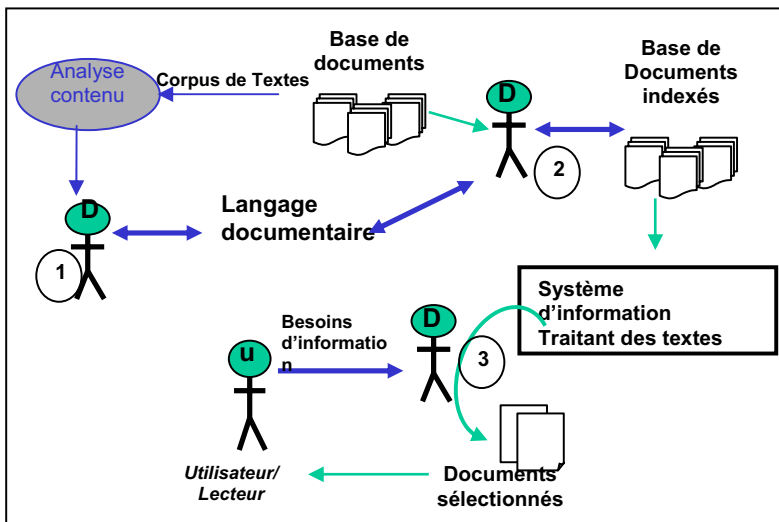 Analyse
contenu
Corpus de Textes
Base de
documents
Base de
Documents
indexés
D
2
D
1
Langage
documentaire
Système
d'information
Traitant des textes
Besoins
d'informatio
n
D
3
u
Utilisateur/
Lecteur
Documents
sélectionnés